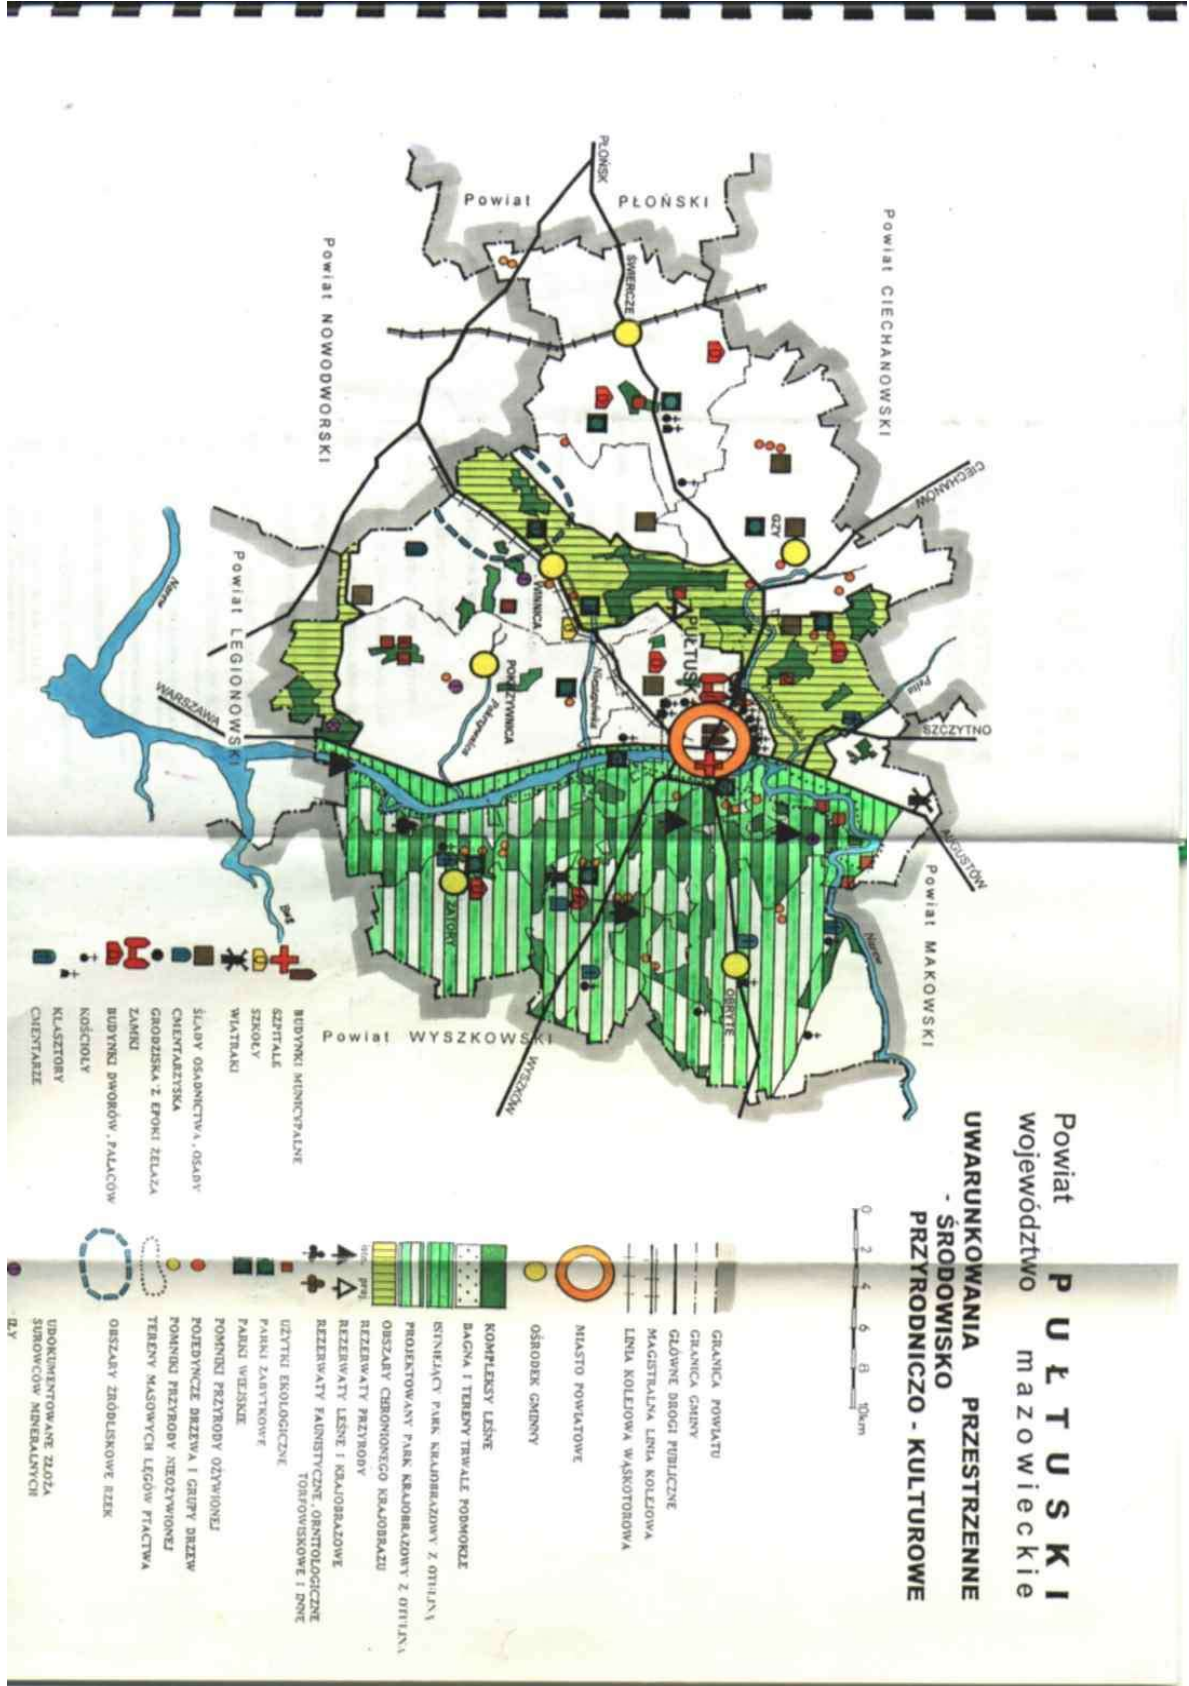 Powiat PUŁTUSKI
województwo mazowieckie
UWARUNKOWANIA PRZESTRZENNE
- ŚRODOWISKO
PRZYRODNICZO - KULTUROWE
0 2 4 6 8 10km
GRANICA POWIATU
GRANICA GMINY
GŁÓWNE DROGI PUBLICZNE
MAGISTRALNA LINIA KOLEJOWA
LINIA KOLEJOWA WĄSKOTOROWA
MIASTO POWIATOWE
OŚRODEK GMINNY
KOMPLEKSY LEŚNE
BAGNA I TERENY TRWALE PODMOKŁE
ISTNIEJĄCY PARK KRAJOBRAZOWY Z OTULINĄ
PROJEKTOWANY PARK KRAJOBRAZOWY Z OTULINĄ
OBSZARY CHRONIONEGO KRAJOBRAZU
istn. proj.
REZERWATY PRZYRODY
REZERWATY LEŚNE I KRAJOBRAZOWE
REZERWATY FAUNISTYCZNE, ORNITOLOGICZNE
TORFOWISKOWE I INNE
UŻYTKI EKOLOGICZNE
PARKI ZABYTKOWE
PARKI WIEJSKIE
POMNIKI PRZYRODY OŻYWIONEJ
POJEDYNCZE DRZEWA I GRUPY DRZEW
POMNIKI PRZYRODY NIEOŻYWIONEJ
TERENY MASOWYCH LĘGÓW PTACTWA
OBSZARY ŹRÓDLISKOWE RZEK
UDOKUMENTOWANE ZŁOŻA
SUROWCÓW MINERALNYCH
BUDYNKI MUNICYPALNE
SZPITALE
SZKOŁY
WIATRAKI
ŚLADY OSADNICTWA, OSADY
CMENTARZYSKA
GRODZISKA Z EPOKI ŻELAZA
ZAMKI
BUDYNKI DWORÓW, PAŁACÓW
KOŚCIOŁY
KLASZTORY
CMENTARZE
Powiat CIECHANOWSKI
Powiat PŁOŃSKI
Powiat NOWODWORSKI
Powiat LEGIONOWSKI
Powiat WYSZKOWSKI
Powiat MAKOWSKI
PŁOŃSK
CIECHANÓW
SZCZYTNO
AUGUSTÓW
WYSZKÓW
WARSZAWA
ŚWIERCZE
GZY
WINNICA
PUŁTUSK
POKRZYWNICA
ZATORY
OBRYTE
Narew
Narew
Bug
Pełta